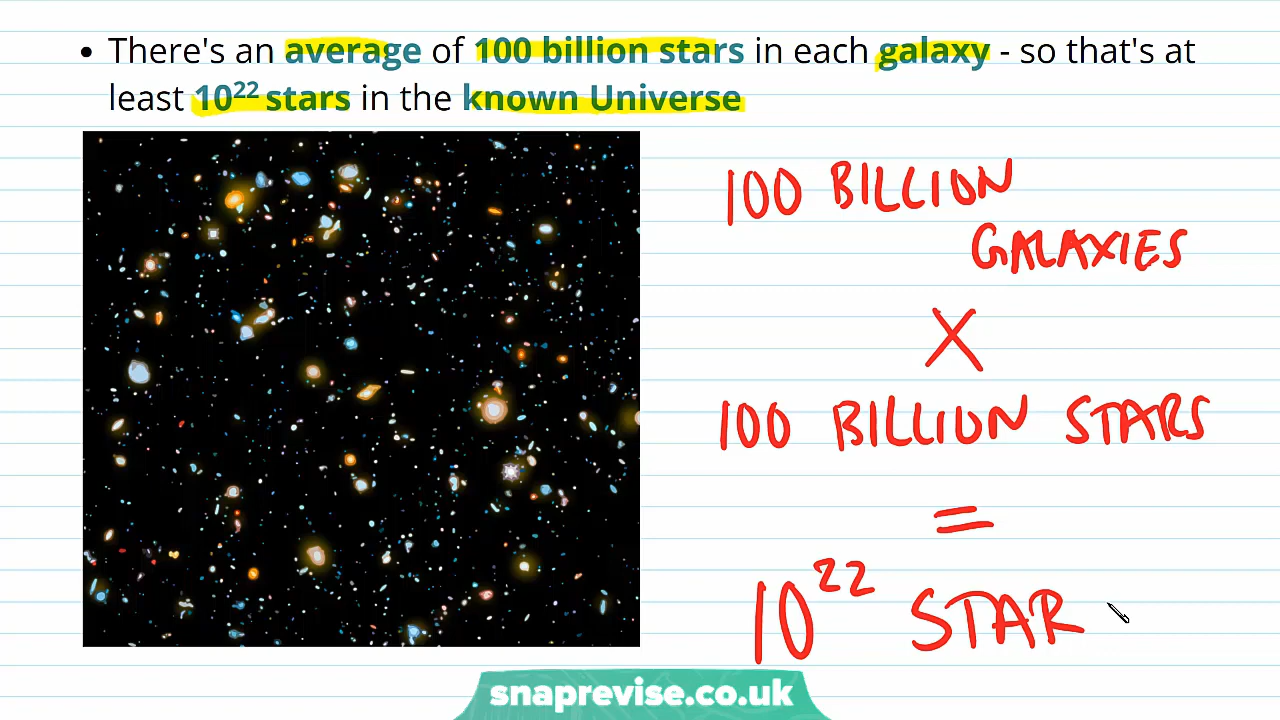 • There's an average of 100 billion stars in each galaxy - so that's at
least 10²² stars in the known Universe
100 BILLION
GALAXIES
X
100 BILLION STARS
=
10²² STAR
snaprevise.co.uk